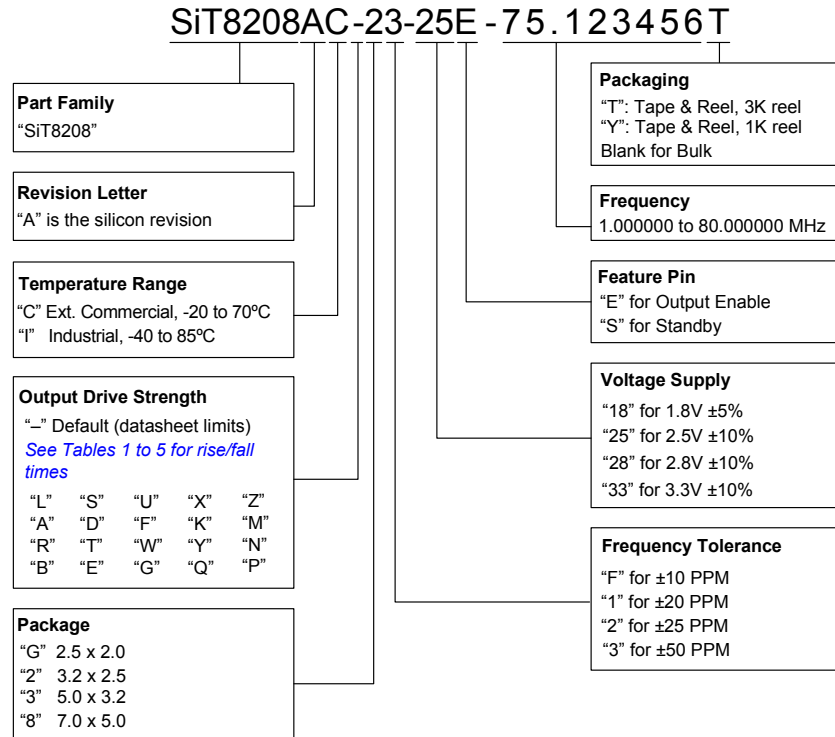 SiT8208AC-23-25E-75.123456T
Part Family
“SiT8208”
Revision Letter
“A” is the silicon revision
Temperature Range
“C” Ext. Commercial, -20 to 70ºC
“I” Industrial, -40 to 85ºC
Output Drive Strength
“–” Default (datasheet limits)
See Tables 1 to 5 for rise/fall
times
“L” “S” “U” “X” “Z”
“A” “D” “F” “K” “M”
“R” “T” “W” “Y” “N”
“B” “E” “G” “Q” “P”
Package
“G” 2.5 x 2.0
“2” 3.2 x 2.5
“3” 5.0 x 3.2
“8” 7.0 x 5.0
Packaging
“T”: Tape & Reel, 3K reel
“Y”: Tape & Reel, 1K reel
Blank for Bulk
Frequency
1.000000 to 80.000000 MHz
Feature Pin
“E” for Output Enable
“S” for Standby
Voltage Supply
“18” for 1.8V ±5%
“25” for 2.5V ±10%
“28” for 2.8V ±10%
“33” for 3.3V ±10%
Frequency Tolerance
“F” for ±10 PPM
“1” for ±20 PPM
“2” for ±25 PPM
“3” for ±50 PPM